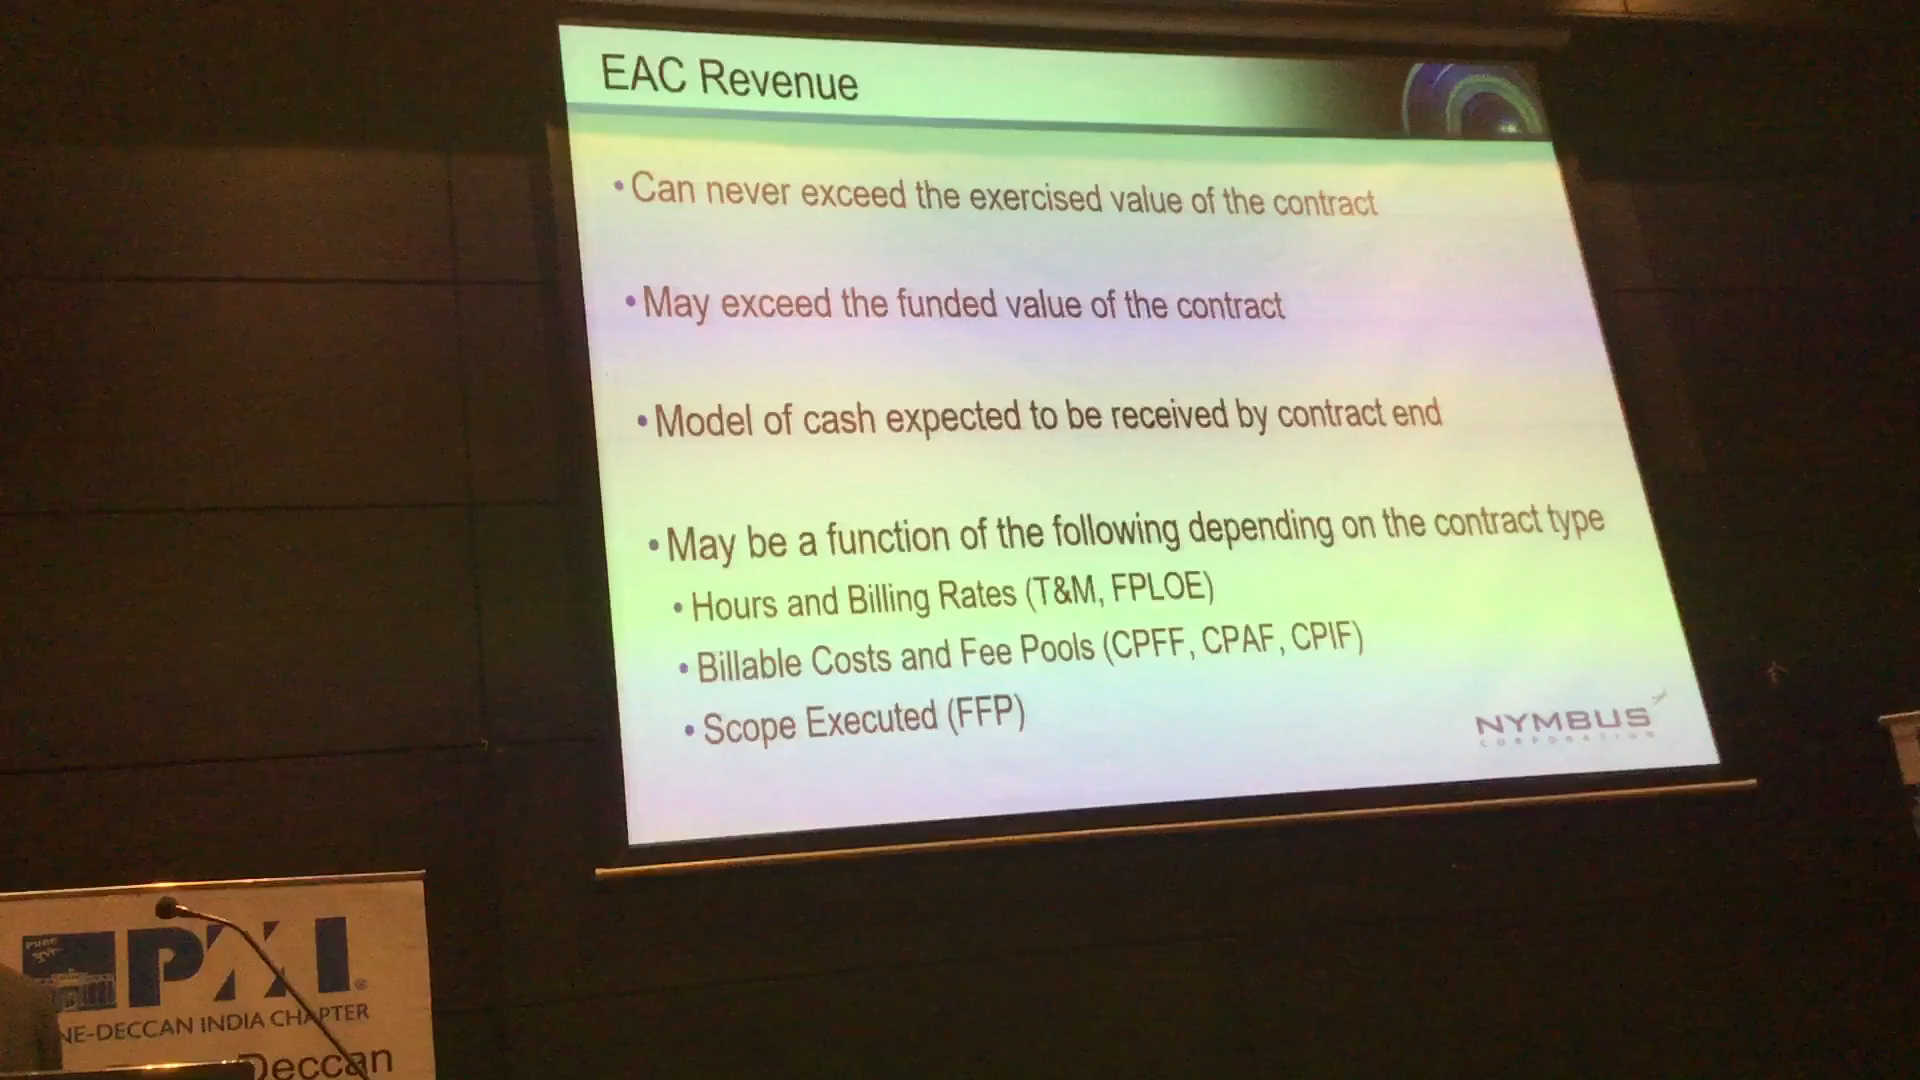 EAC Revenue
• Can never exceed the exercised value of the contract
• May exceed the funded value of the contract
• Model of cash expected to be received by contract end
• May be a function of the following depending on the contract type
• Hours and Billing Rates (T&M, FPLOE)
• Billable Costs and Fee Pools (CPFF, CPAF, CPIF)
• Scope Executed (FFP)
NYMBUS
CORPORATION
PMI®
NE-DECCAN INDIA CHAPTER
Deccan